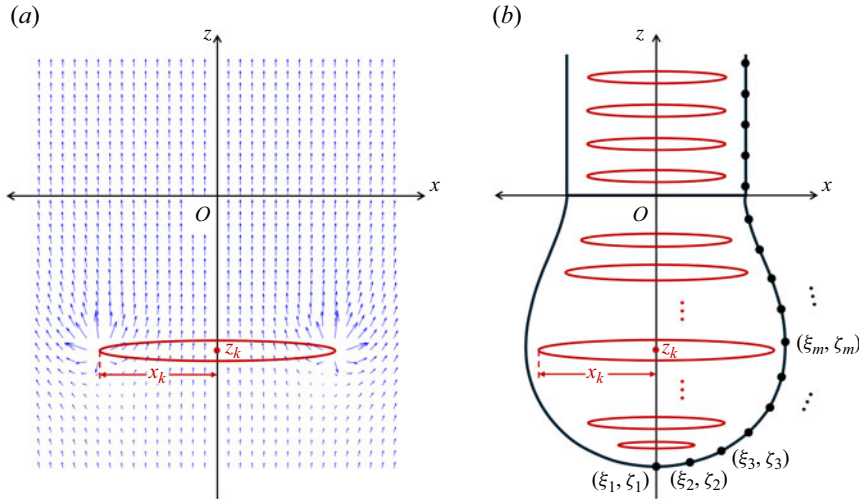 (a)
z
x
O
z_k
x_k
(b)
z
x
O
z_k
x_k
(ξ_m, ζ_m)
(ξ_3, ζ_3)
(ξ_1, ζ_1) (ξ_2, ζ_2)